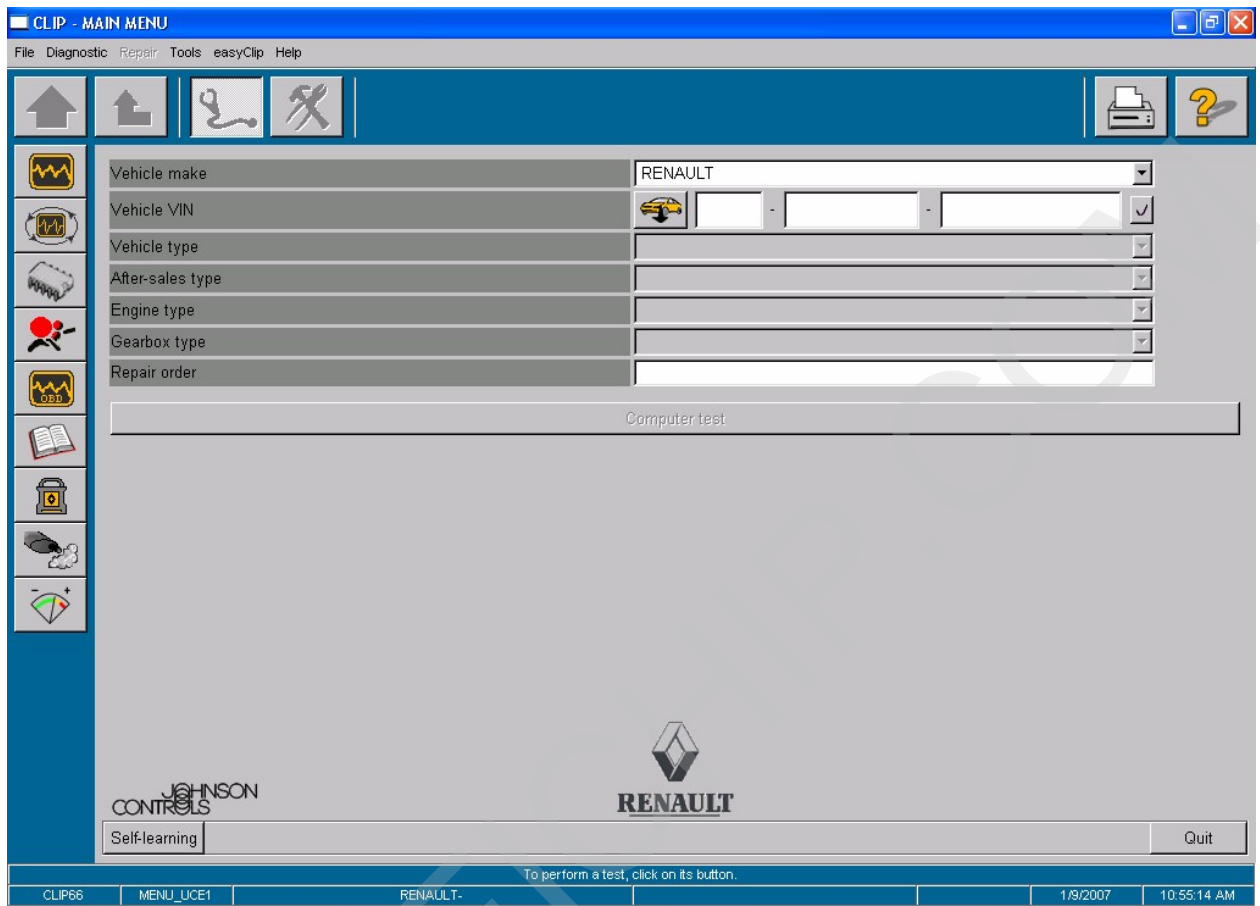 CLIP - MAIN MENU
File Diagnostic Repair Tools easyClip Help
Vehicle make RENAULT
Vehicle VIN - -
Vehicle type
After-sales type
Engine type
Gearbox type
Repair order
OBD
Computer test
JOHNSON
CONTROLS
RENAULT
Self-learning Quit
To perform a test, click on its button.
CLIP66 MENU_UCE1 RENAULT- 1/9/2007 10:55:14 AM